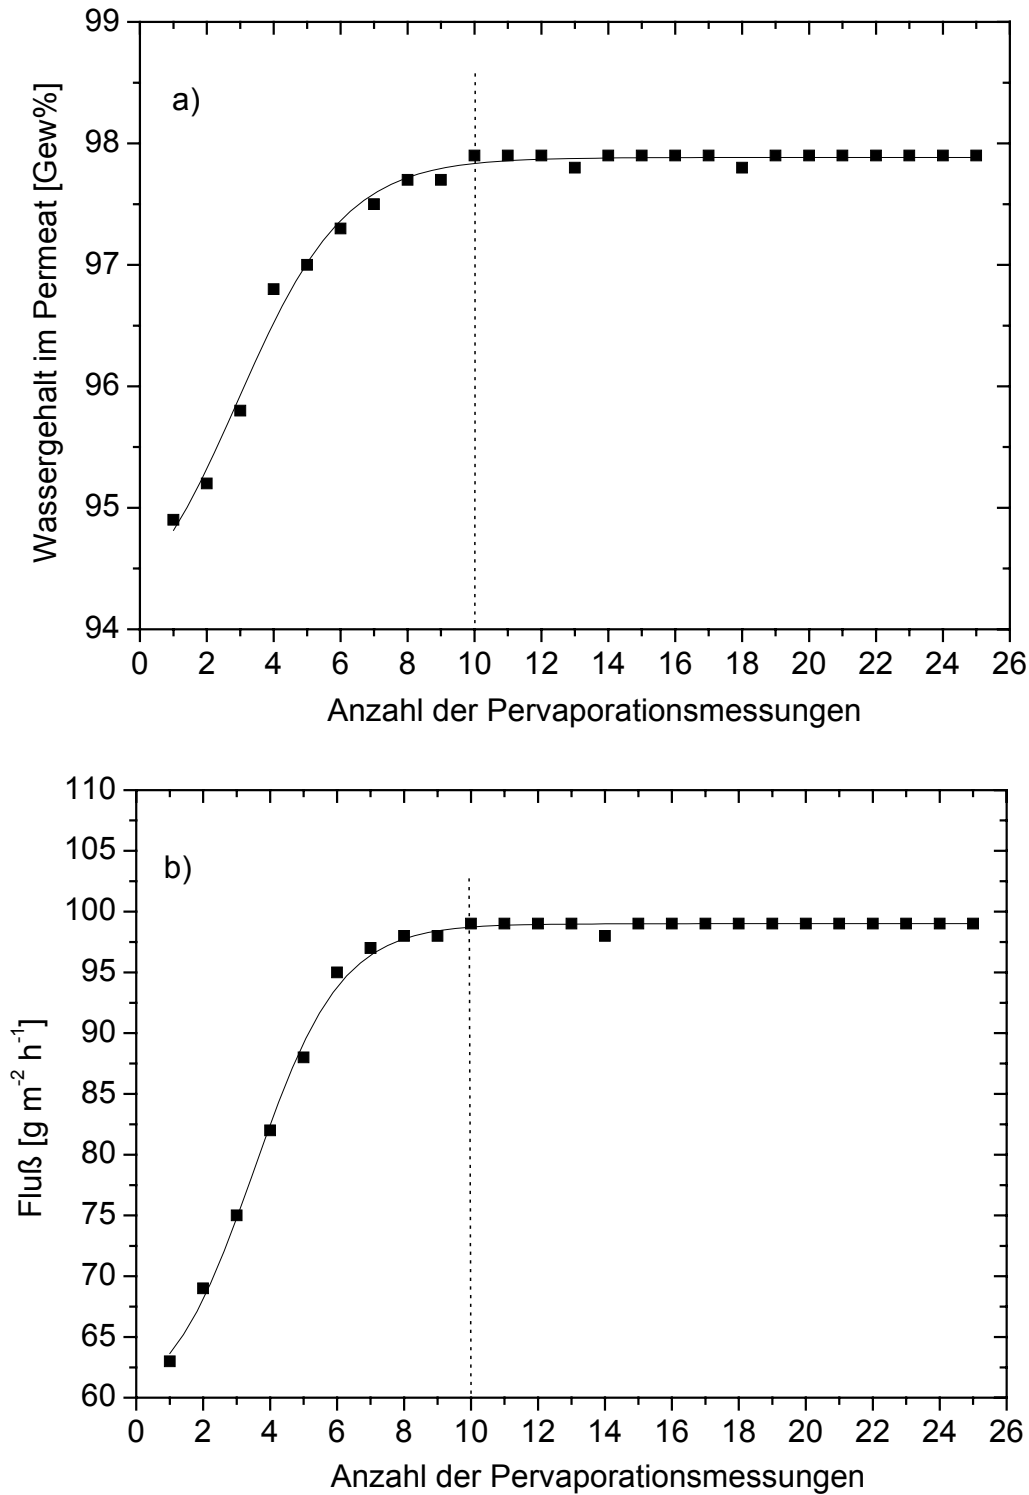 99
98
97
96
95
94
Wassergehalt im Permeat [Gew%]
a)
0 2 4 6 8 10 12 14 16 18 20 22 24 26
Anzahl der Pervaporationsmessungen
110
105
100
95
90
85
80
75
70
65
60
Fluß [g m⁻² h⁻¹]
b)
0 2 4 6 8 10 12 14 16 18 20 22 24 26
Anzahl der Pervaporationsmessungen